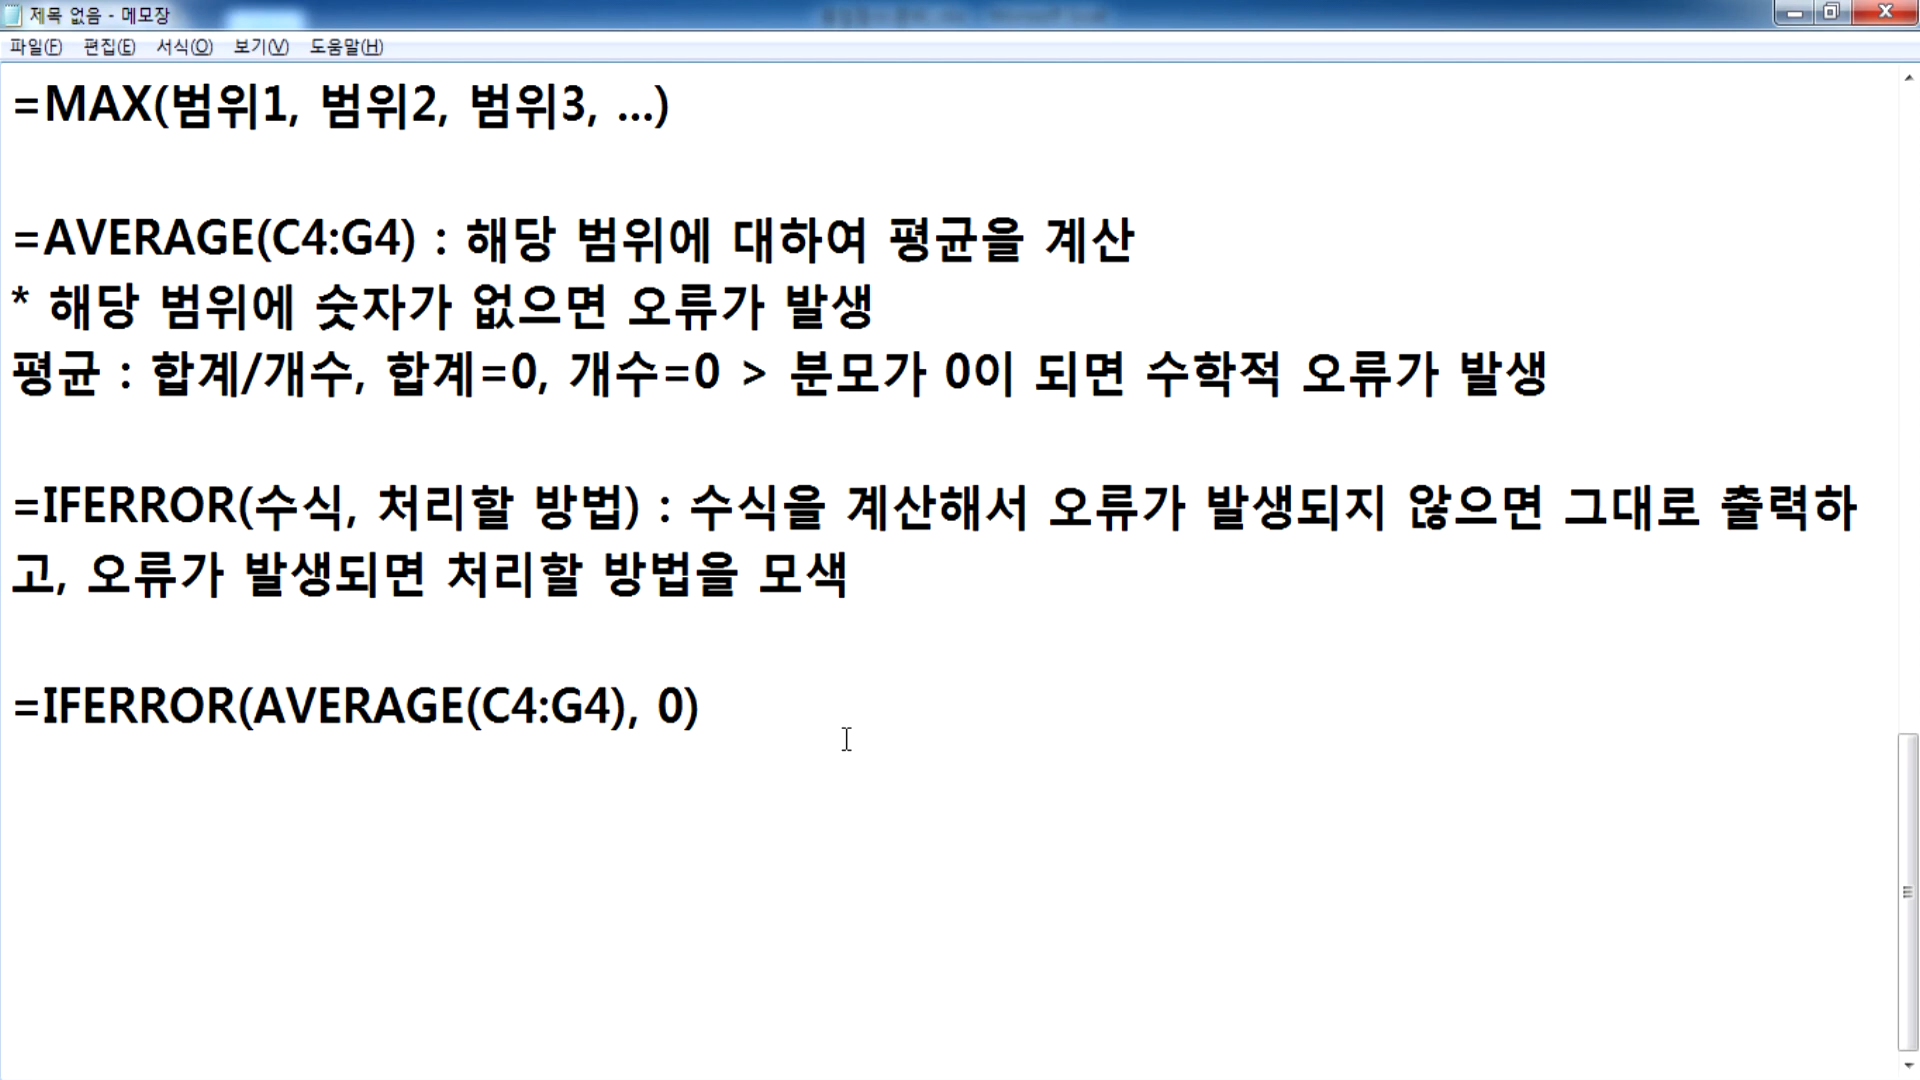 제목 없음 - 메모장
파일(F) 편집(E) 서식(O) 보기(V) 도움말(H)
=MAX(범위1, 범위2, 범위3, ...)
=AVERAGE(C4:G4) : 해당 범위에 대하여 평균을 계산
* 해당 범위에 숫자가 없으면 오류가 발생
평균 : 합계/개수, 합계=0, 개수=0 > 분모가 0이 되면 수학적 오류가 발생
=IFERROR(수식, 처리할 방법) : 수식을 계산해서 오류가 발생되지 않으면 그대로 출력하
고, 오류가 발생되면 처리할 방법을 모색
=IFERROR(AVERAGE(C4:G4), 0)